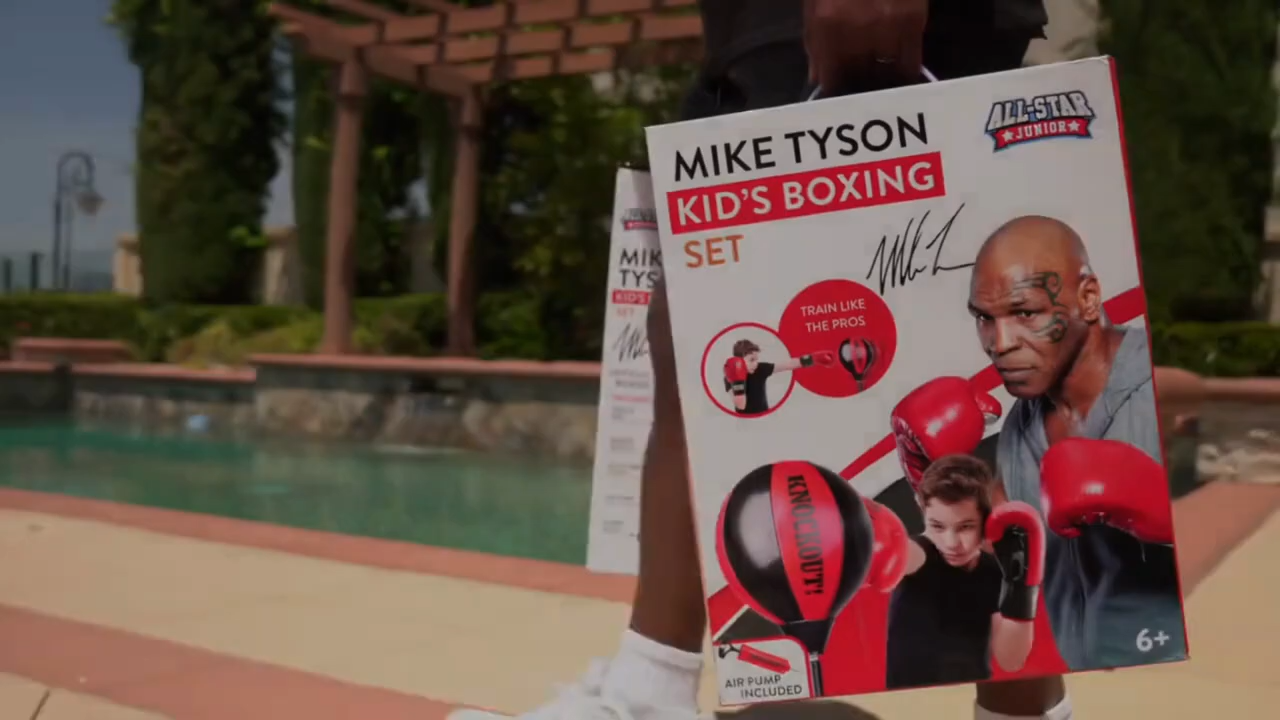 MIKE TYSON
KID'S BOXING
SET
ALL-STAR
JUNIOR
TRAIN LIKE
THE PROS
KNOCKOUT!
AIR PUMP
INCLUDED
6+
MIK
TYS
KID'S
SET